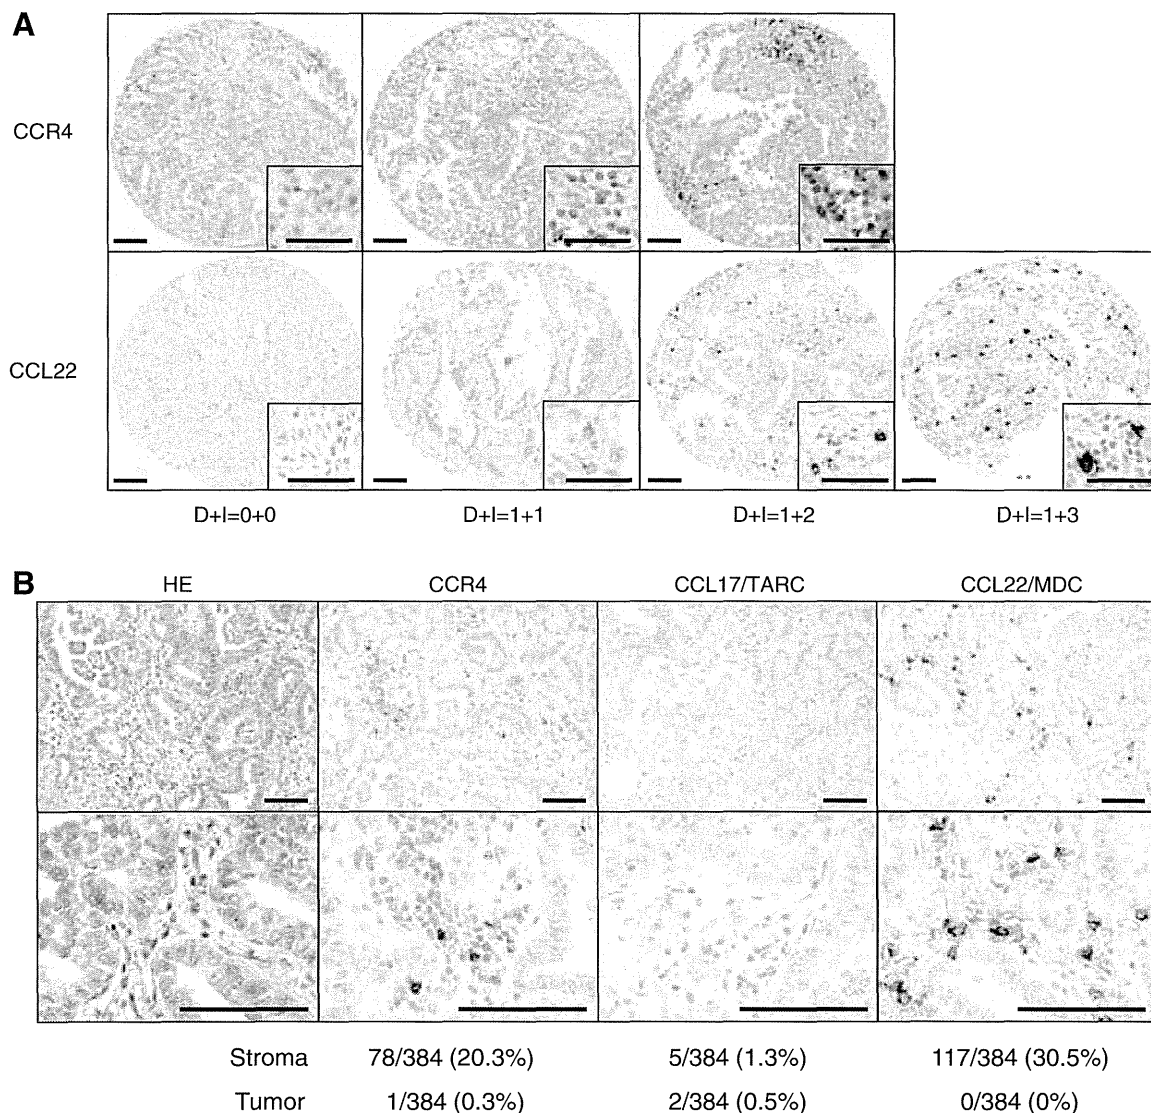 A
CCR4
CCL22
D+I=0+0 D+I=1+1 D+I=1+2 D+I=1+3
B
HE CCR4 CCL17/TARC CCL22/MDC
Stroma 78/384 (20.3%) 5/384 (1.3%) 117/384 (30.5%)
Tumor 1/384 (0.3%) 2/384 (0.5%) 0/384 (0%)